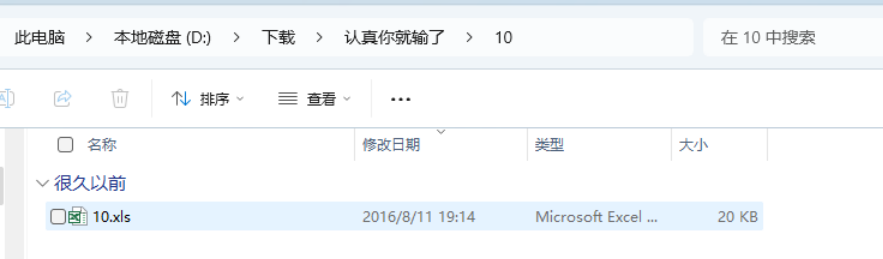 此电脑 > 本地磁盘 (D:) > 下载 > 认真你就输了 > 10
在 10 中搜索
排序 查看 ...
名称 修改日期 类型 大小
很久以前
10.xls 2016/8/11 19:14 Microsoft Excel ... 20 KB